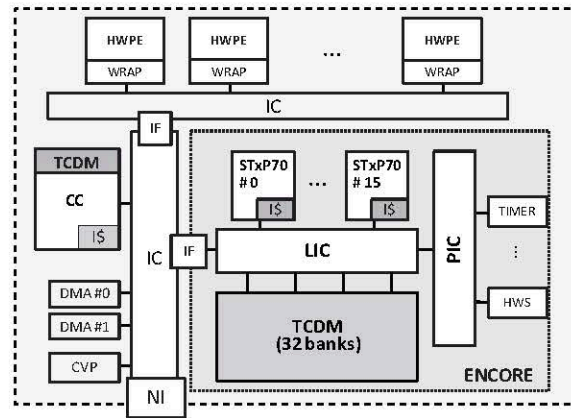 HWPE
WRAP
HWPE
WRAP
...
HWPE
WRAP
IC
IF
TCDM
CC
I$
IC
IF
STxP70
#0
I$
...
STxP70
#15
I$
LIC
PIC
TIMER
...
HWS
DMA #0
DMA #1
CVP
TCDM
(32 banks)
NI
ENCORE